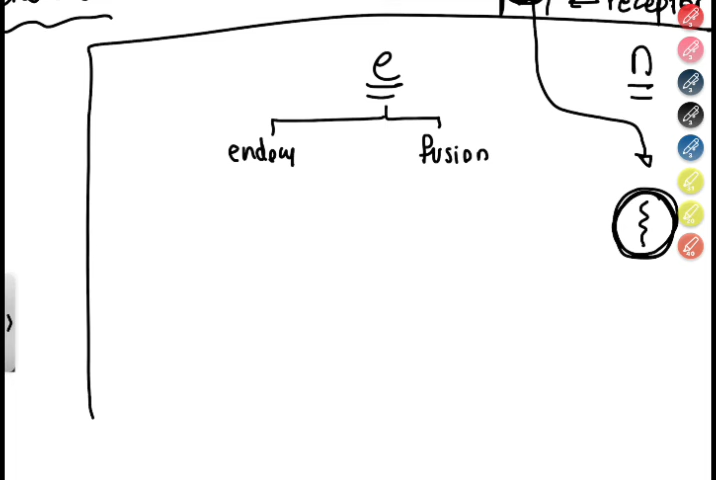 ← receptor
e
n
endocy
fusion